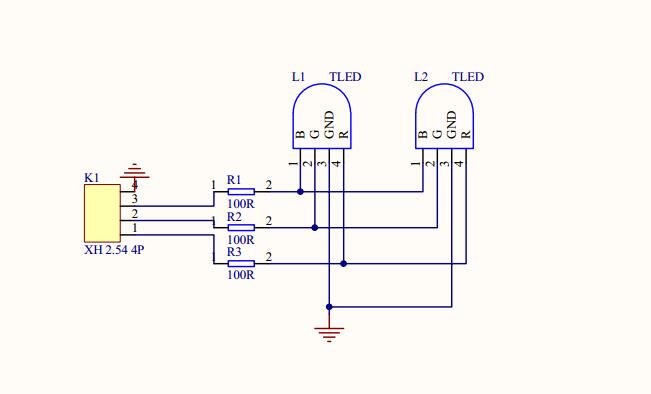 L1 TLED L2 TLED
B G GND R B G GND R
1 2 3 4 1 2 3 4
K1
4
3
2
1
XH 2.54 4P
R1
1 2
100R
R2
1 2
100R
R3
1 2
100R